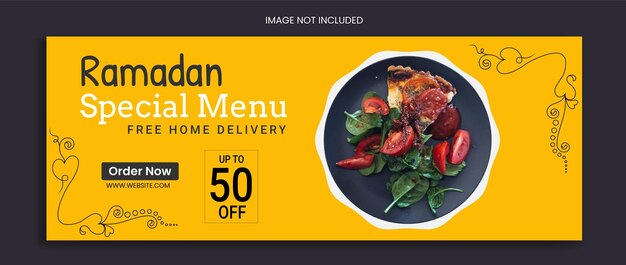 IMAGE NOT INCLUDED
Ramadan
Special Menu
FREE HOME DELIVERY
Order Now
WWW.WEBSITE.COM
UP TO
50
OFF